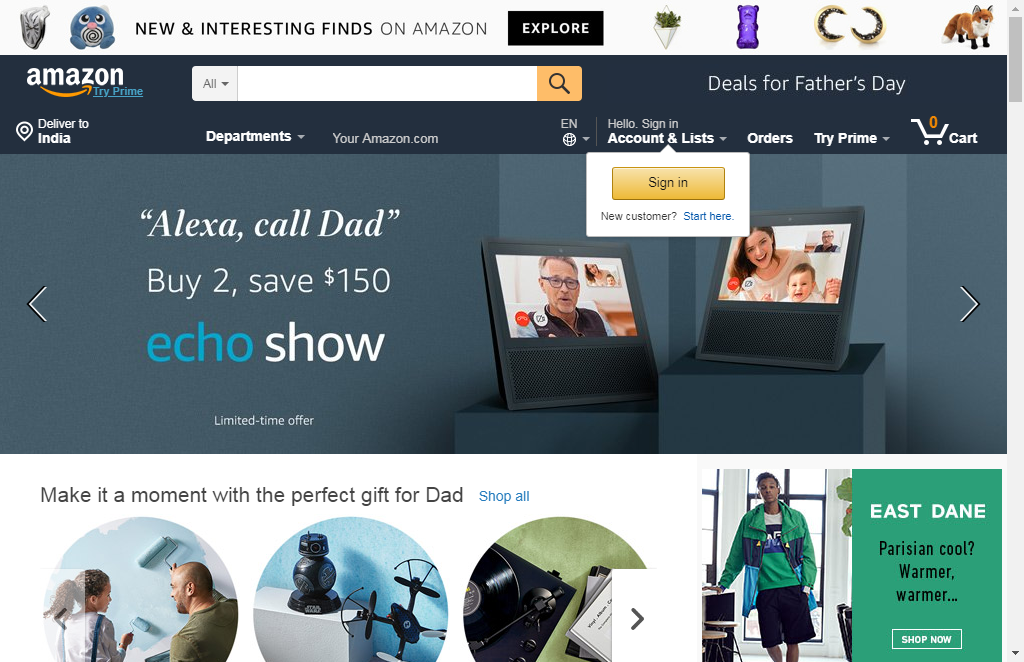 NEW & INTERESTING FINDS ON AMAZON EXPLORE
amazon
Try Prime
All
Deals for Father's Day
Deliver to
India
Departments
Your Amazon.com
EN
Hello. Sign in
Account & Lists
Orders
Try Prime
0
Cart
Sign in
New customer? Start here.
“Alexa, call Dad”
Buy 2, save $150
echo show
Limited-time offer
Make it a moment with the perfect gift for Dad Shop all
EAST DANE
Parisian cool?
Warmer,
warmer...
SHOP NOW